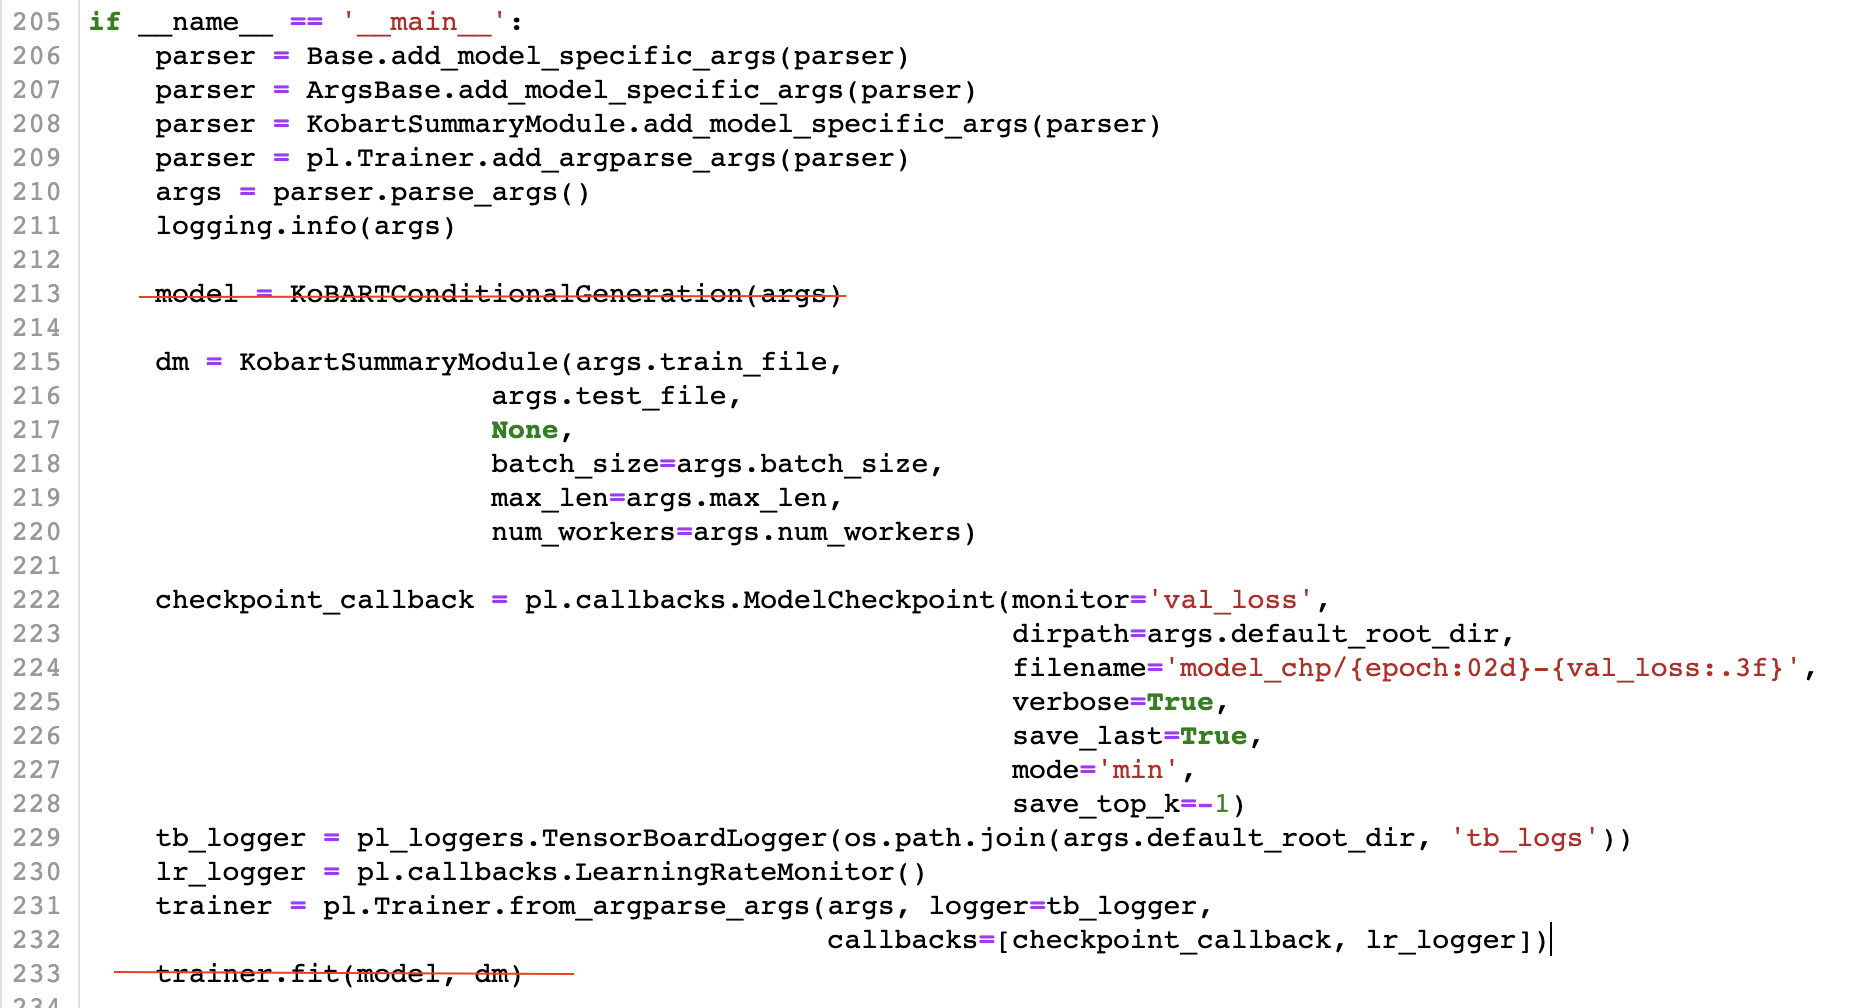 205 if __name__ == '__main__':
206 parser = Base.add_model_specific_args(parser)
207 parser = ArgsBase.add_model_specific_args(parser)
208 parser = KobartSummaryModule.add_model_specific_args(parser)
209 parser = pl.Trainer.add_argparse_args(parser)
210 args = parser.parse_args()
211 logging.info(args)
212
213 model = KoBARTConditionalGeneration(args)
214
215 dm = KobartSummaryModule(args.train_file,
216 args.test_file,
217 None,
218 batch_size=args.batch_size,
219 max_len=args.max_len,
220 num_workers=args.num_workers)
221
222 checkpoint_callback = pl.callbacks.ModelCheckpoint(monitor='val_loss',
223 dirpath=args.default_root_dir,
224 filename='model_chp/{epoch:02d}-{val_loss:.3f}',
225 verbose=True,
226 save_last=True,
227 mode='min',
228 save_top_k=-1)
229 tb_logger = pl_loggers.TensorBoardLogger(os.path.join(args.default_root_dir, 'tb_logs'))
230 lr_logger = pl.callbacks.LearningRateMonitor()
231 trainer = pl.Trainer.from_argparse_args(args, logger=tb_logger,
232 callbacks=[checkpoint_callback, lr_logger])
233 trainer.fit(model, dm)
234